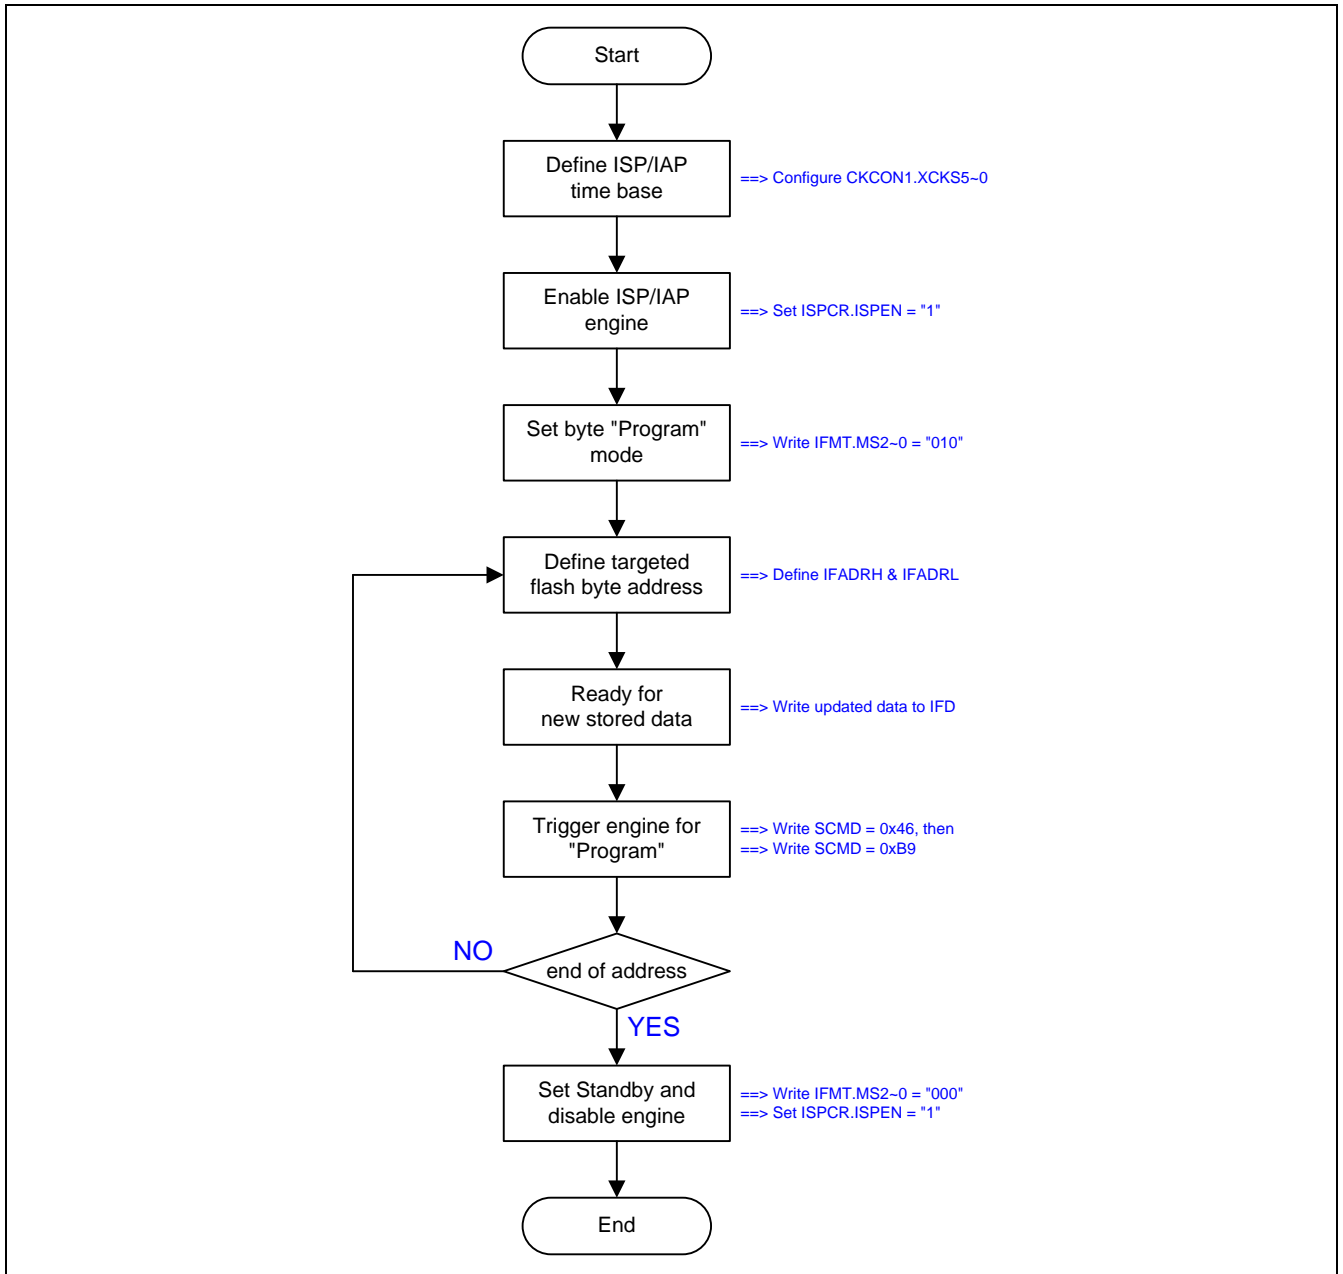 Start
Define ISP/IAP
time base
==> Configure CKCON1.XCKS5~0
Enable ISP/IAP
engine
==> Set ISPCR.ISPEN = "1"
Set byte "Program"
mode
==> Write IFMT.MS2~0 = "010"
Define targeted
flash byte address
==> Define IFADRH & IFADRL
Ready for
new stored data
==> Write updated data to IFD
Trigger engine for
"Program"
==> Write SCMD = 0x46, then
==> Write SCMD = 0xB9
NO
end of address
YES
Set Standby and
disable engine
==> Write IFMT.MS2~0 = "000"
==> Set ISPCR.ISPEN = "1"
End